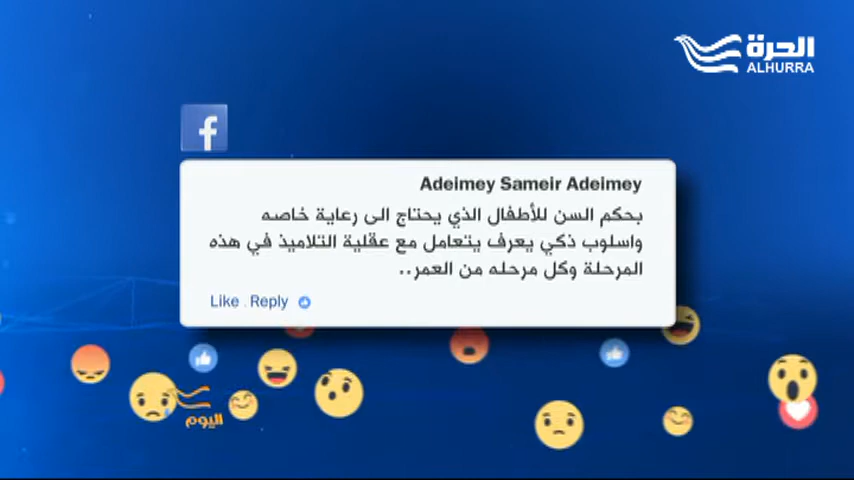 الحرة
ALHURRA
f
Adeimey Sameir Adeimey
بحكم السن للأطفال الذي يحتاج الى رعاية خاصه
واسلوب ذكي يعرف يتعامل مع عقلية التلاميذ في هذه
المرحلة وكل مرحله من العمر..
Like . Reply
اليوم